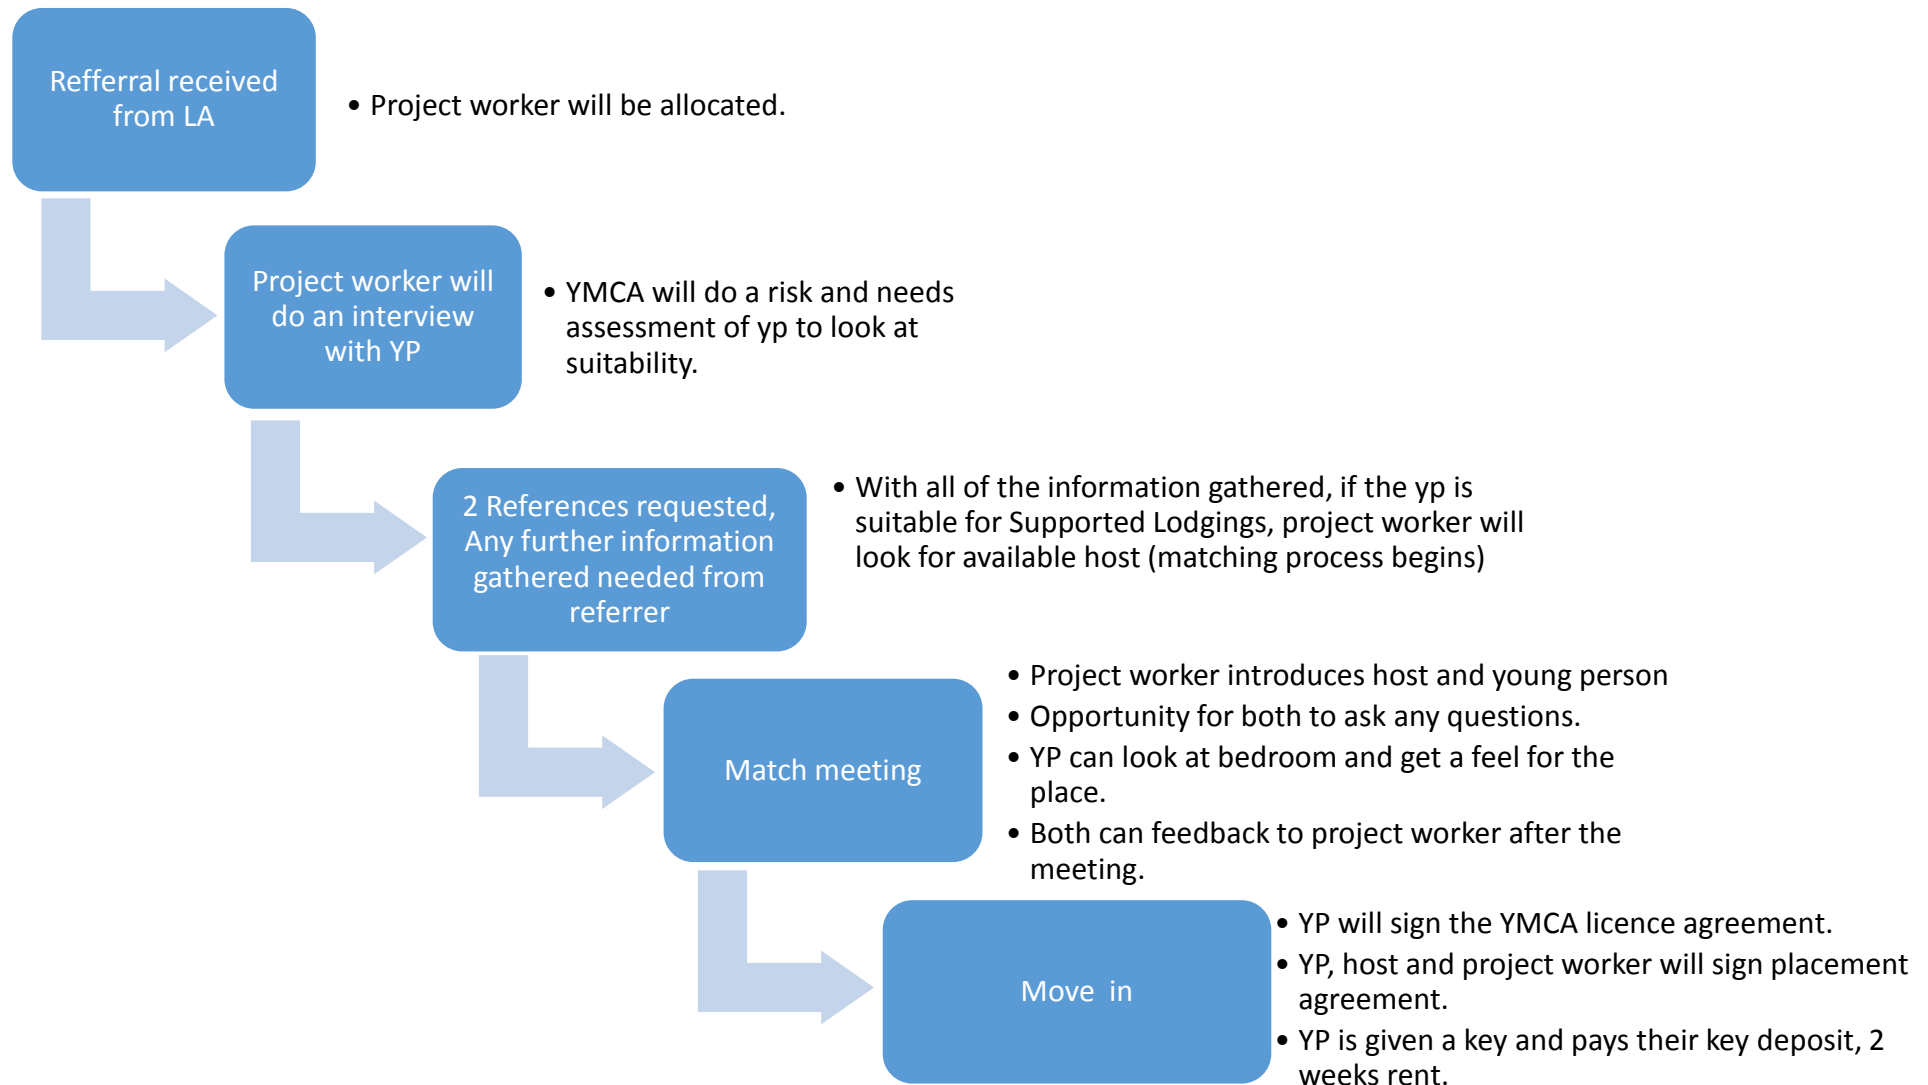 Refferral received
from LA
• Project worker will be allocated.
Project worker will
do an interview
with YP
• YMCA will do a risk and needs
assessment of yp to look at
suitability.
2 References requested,
Any further information
gathered needed from
referrer
• With all of the information gathered, if the yp is
suitable for Supported Lodgings, project worker will
look for available host (matching process begins)
Match meeting
• Project worker introduces host and young person
• Opportunity for both to ask any questions.
• YP can look at bedroom and get a feel for the
place.
• Both can feedback to project worker after the
meeting.
Move in
• YP will sign the YMCA licence agreement.
• YP, host and project worker will sign placement
agreement.
• YP is given a key and pays their key deposit, 2
weeks rent.